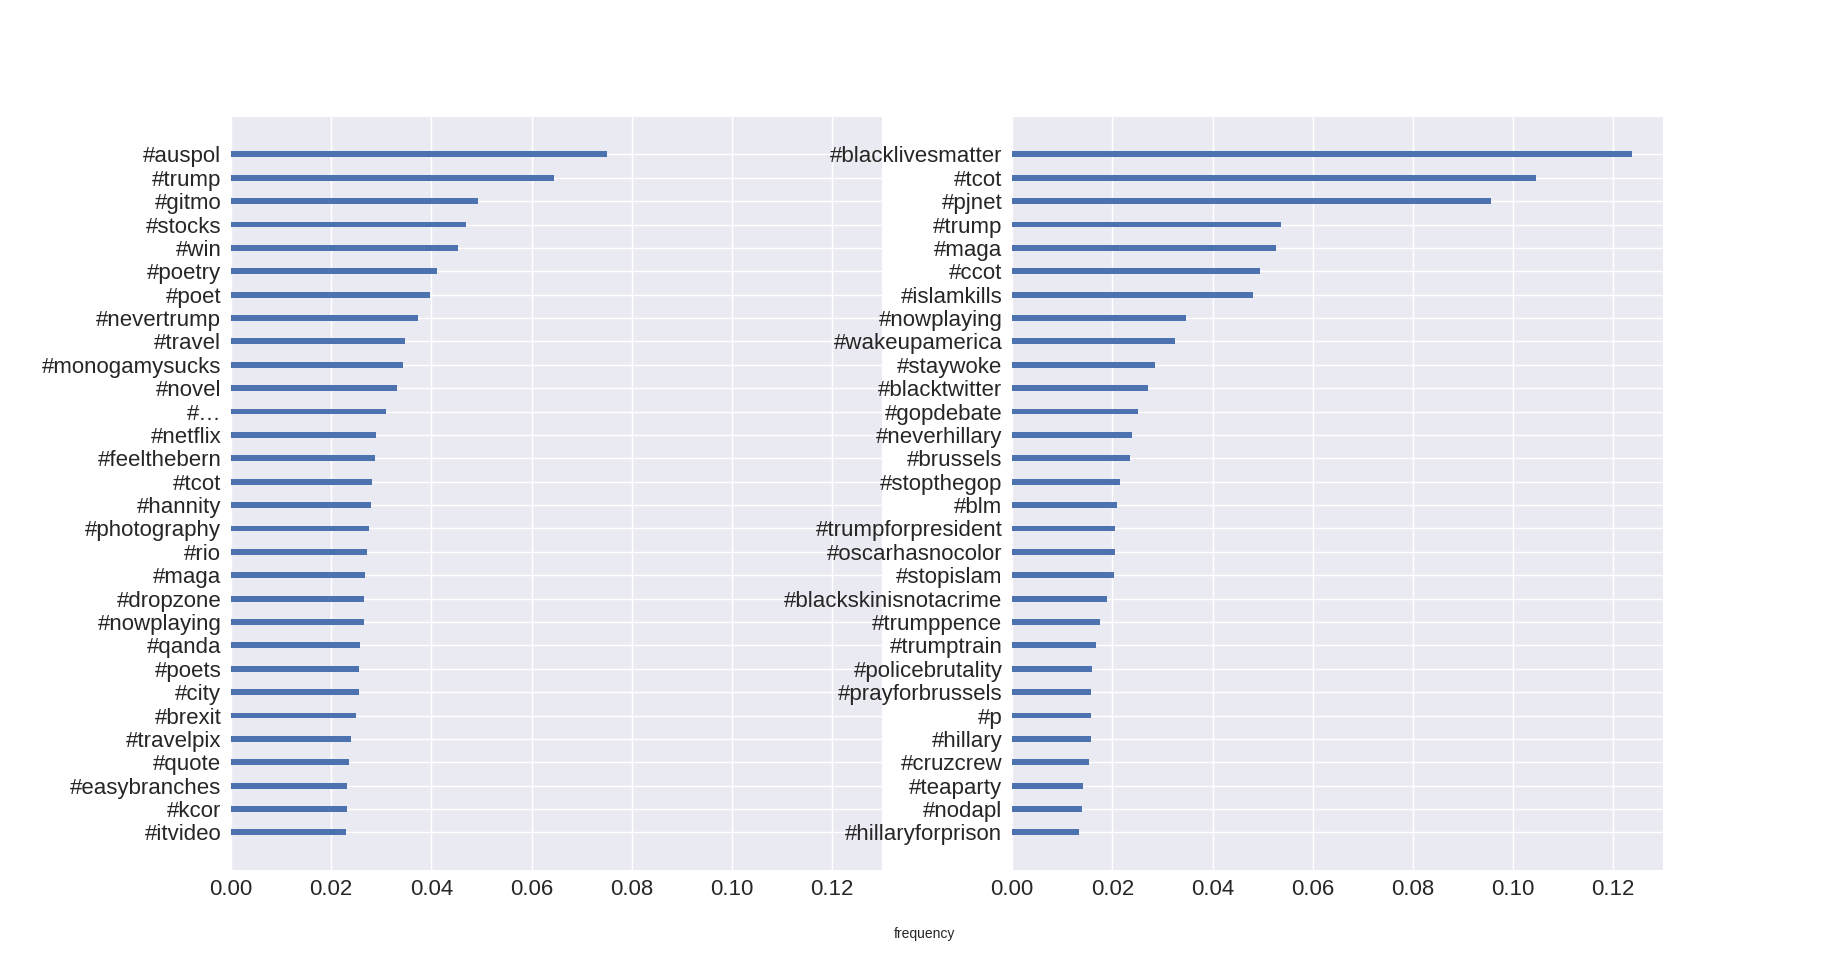 #auspol
#trump
#gitmo
#stocks
#win
#poetry
#poet
#nevertrump
#travel
#monogamysucks
#novel
#…
#netflix
#feelthebern
#tcot
#hannity
#photography
#rio
#maga
#dropzone
#nowplaying
#qanda
#poets
#city
#brexit
#travelpix
#quote
#easybranches
#kcor
#itvideo
0.00 0.02 0.04 0.06 0.08 0.10 0.12
#blacklivesmatter
#tcot
#pjnet
#trump
#maga
#ccot
#islamkills
#nowplaying
#wakeupamerica
#staywoke
#blacktwitter
#gopdebate
#neverhillary
#brussels
#stopthegop
#blm
#trumpforpresident
#oscarhasnocolor
#stopislam
#blackskinisnotacrime
#trumppence
#trumptrain
#policebrutality
#prayforbrussels
#p
#hillary
#cruzcrew
#teaparty
#nodapl
#hillaryforprison
0.00 0.02 0.04 0.06 0.08 0.10 0.12
frequency